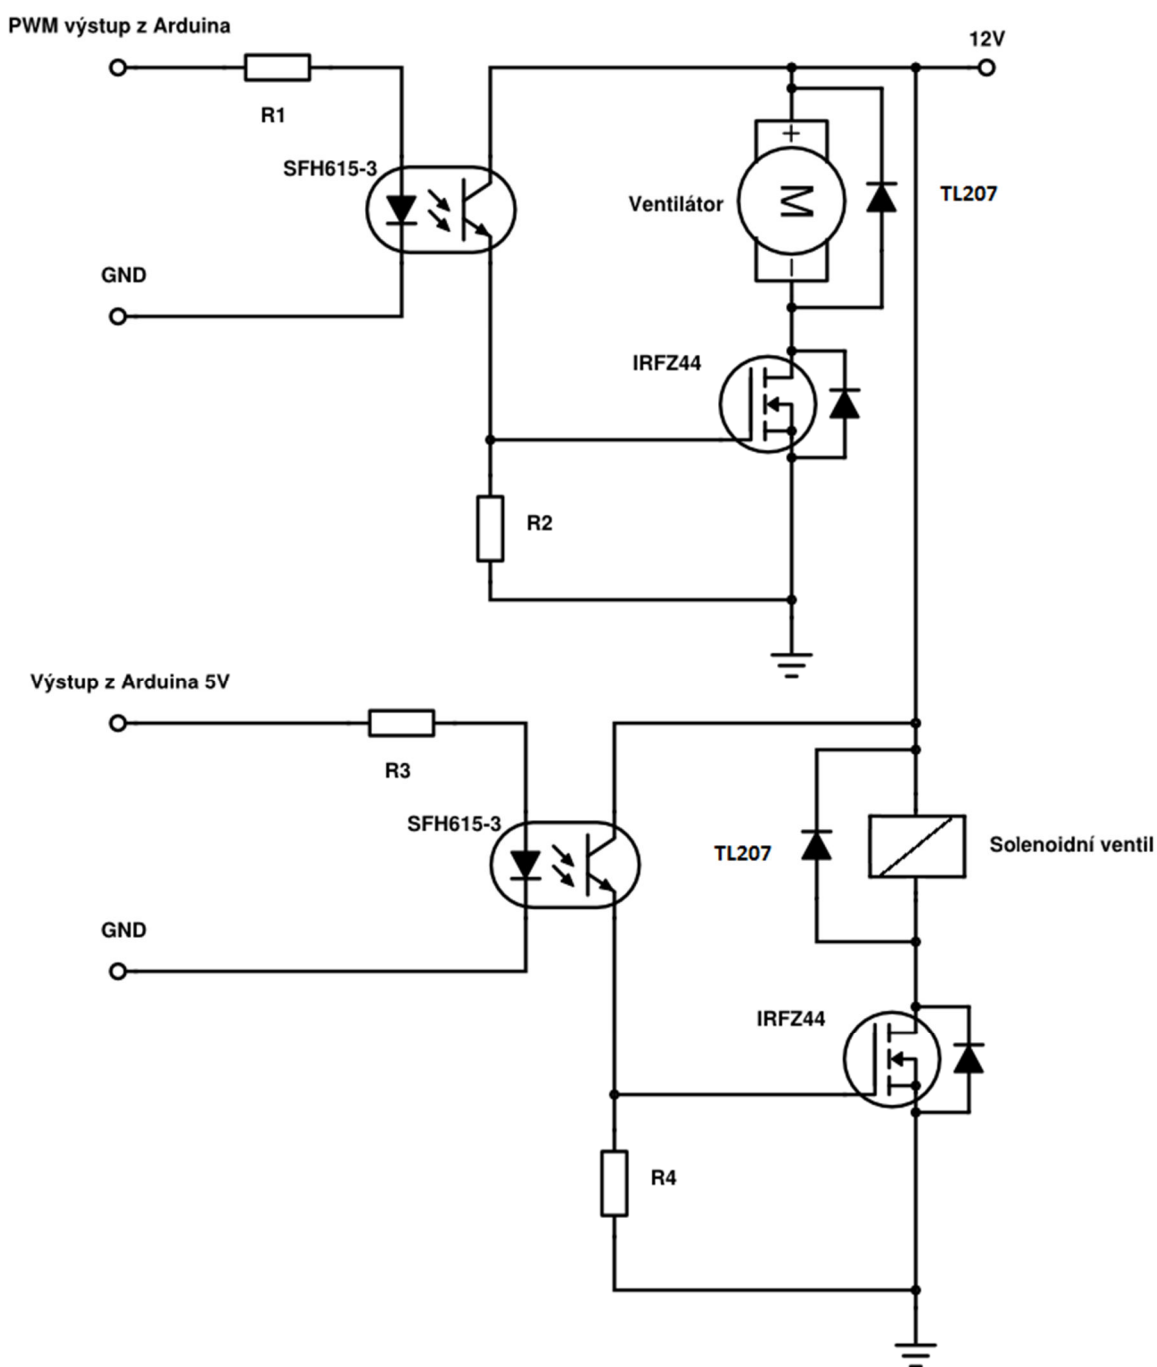 PWM výstup z Arduina
12V
R1
SFH615-3
+
M
Ventilátor
TL207
GND
IRFZ44
R2
Výstup z Arduina 5V
R3
SFH615-3
TL207
Solenoidní ventil
GND
IRFZ44
R4